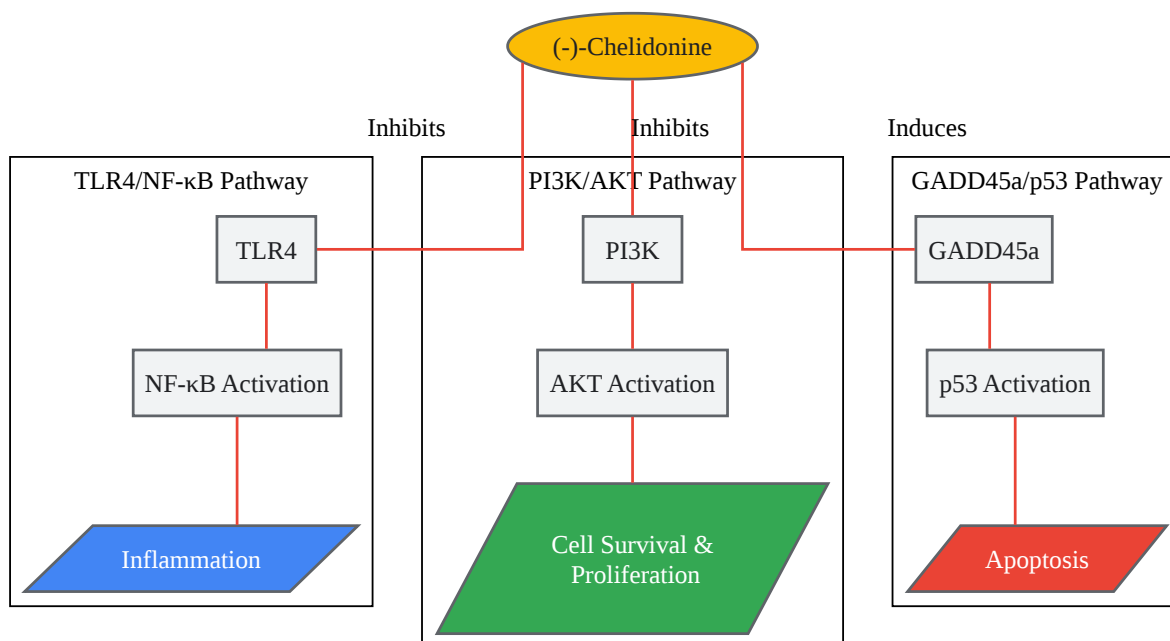 (-)-Chelidonine
Inhibits
Inhibits
Induces
TLR4/NF-κB Pathway
PI3K/AKT Pathway
GADD45a/p53 Pathway
TLR4
PI3K
GADD45a
NF-κB Activation
AKT Activation
p53 Activation
Inflammation
Cell Survival &
Proliferation
Apoptosis